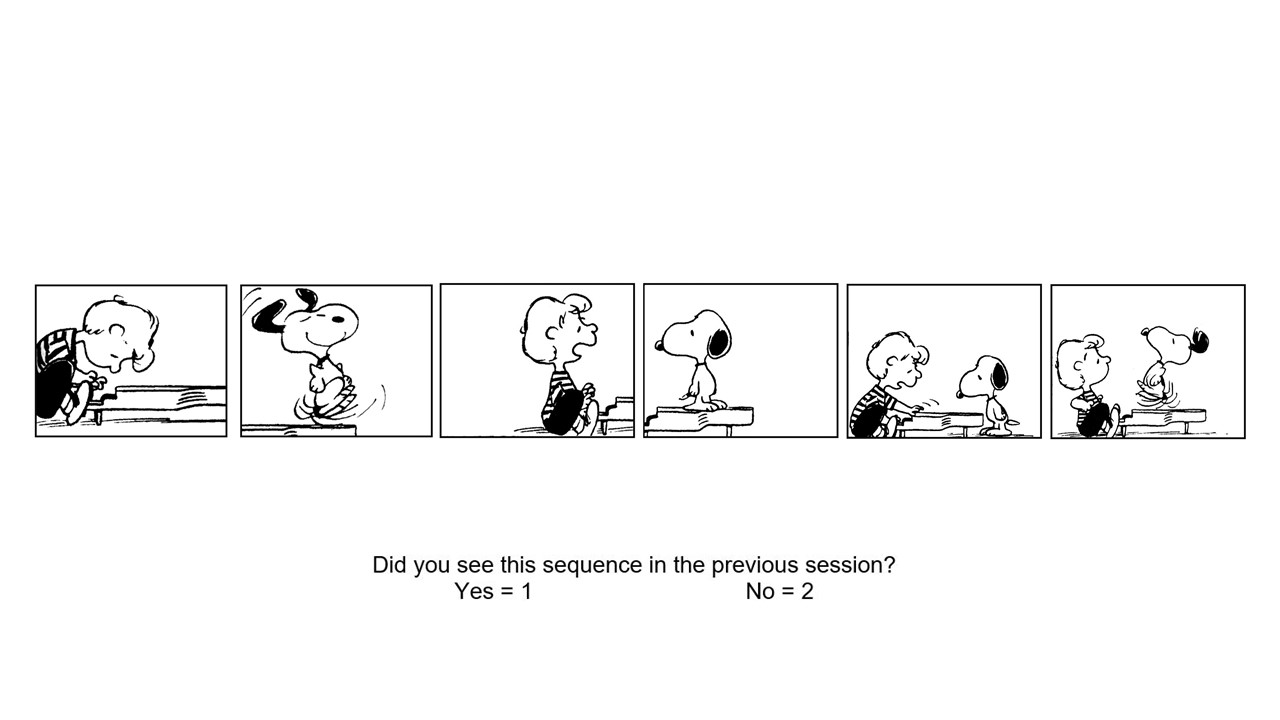 Did you see this sequence in the previous session?
Yes = 1 No = 2